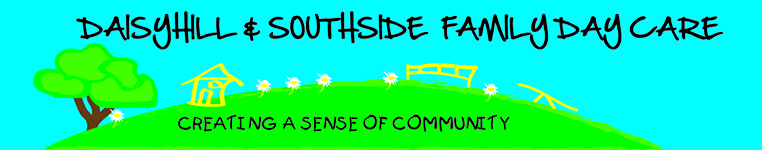 DAISYHILL & SOUTHSIDE FAMILY DAY CARE
CREATING A SENSE OF COMMUNITY